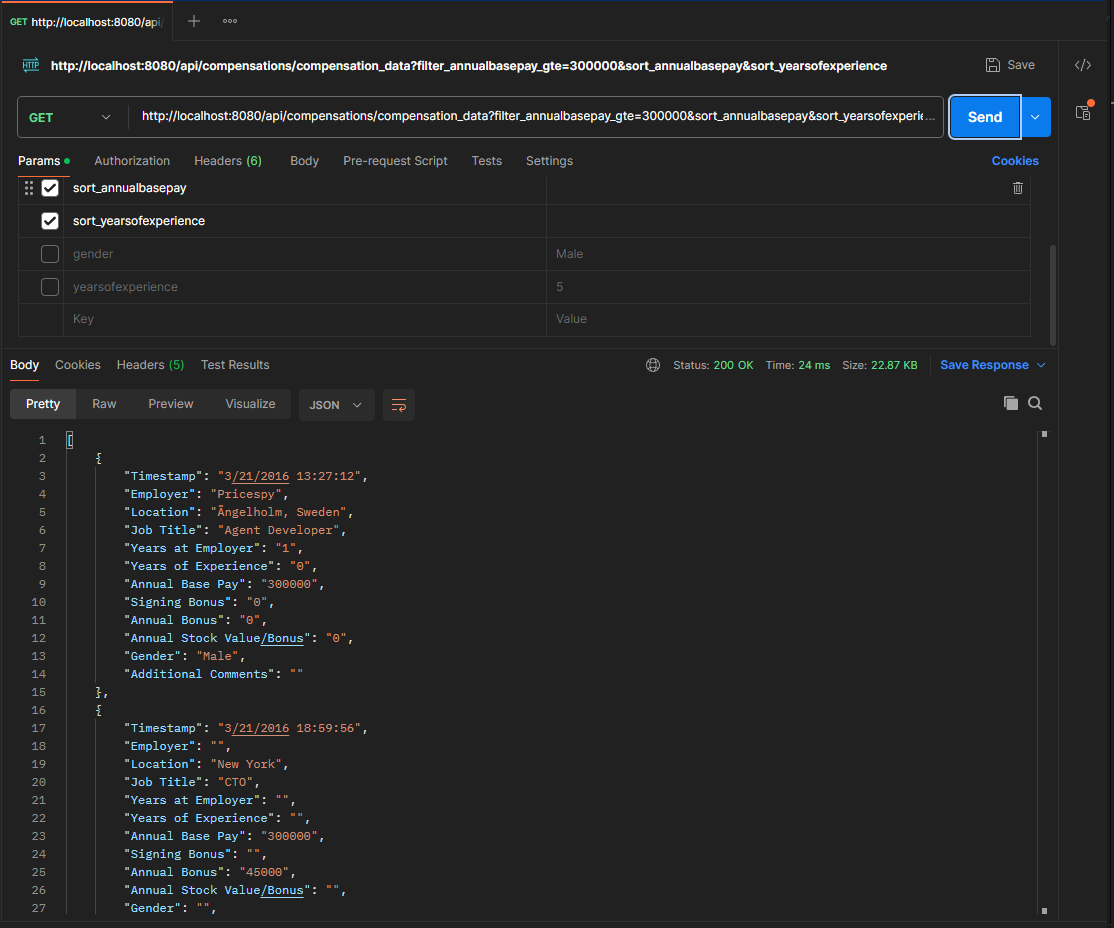 GET http://localhost:8080/api/
http://localhost:8080/api/compensations/compensation_data?filter_annualbasepay_gte=300000&sort_annualbasepay&sort_yearsofexperience
Save
GET
http://localhost:8080/api/compensations/compensation_data?filter_annualbasepay_gte=300000&sort_annualbasepay&sort_yearsofexperie...
Send
Params Authorization Headers (6) Body Pre-request Script Tests Settings Cookies
sort_annualbasepay
sort_yearsofexperience
gender Male
yearsofexperience 5
Key Value
Body Cookies Headers (5) Test Results Status: 200 OK Time: 24 ms Size: 22.87 KB Save Response
Pretty Raw Preview Visualize JSON
1 [
2 {
3 "Timestamp": "3/21/2016 13:27:12",
4 "Employer": "Pricespy",
5 "Location": "Ängelholm, Sweden",
6 "Job Title": "Agent Developer",
7 "Years at Employer": "1",
8 "Years of Experience": "0",
9 "Annual Base Pay": "300000",
10 "Signing Bonus": "0",
11 "Annual Bonus": "0",
12 "Annual Stock Value/Bonus": "0",
13 "Gender": "Male",
14 "Additional Comments": ""
15 },
16 {
17 "Timestamp": "3/21/2016 18:59:56",
18 "Employer": "",
19 "Location": "New York",
20 "Job Title": "CTO",
21 "Years at Employer": "",
22 "Years of Experience": "",
23 "Annual Base Pay": "300000",
24 "Signing Bonus": "",
25 "Annual Bonus": "45000",
26 "Annual Stock Value/Bonus": "",
27 "Gender": "",